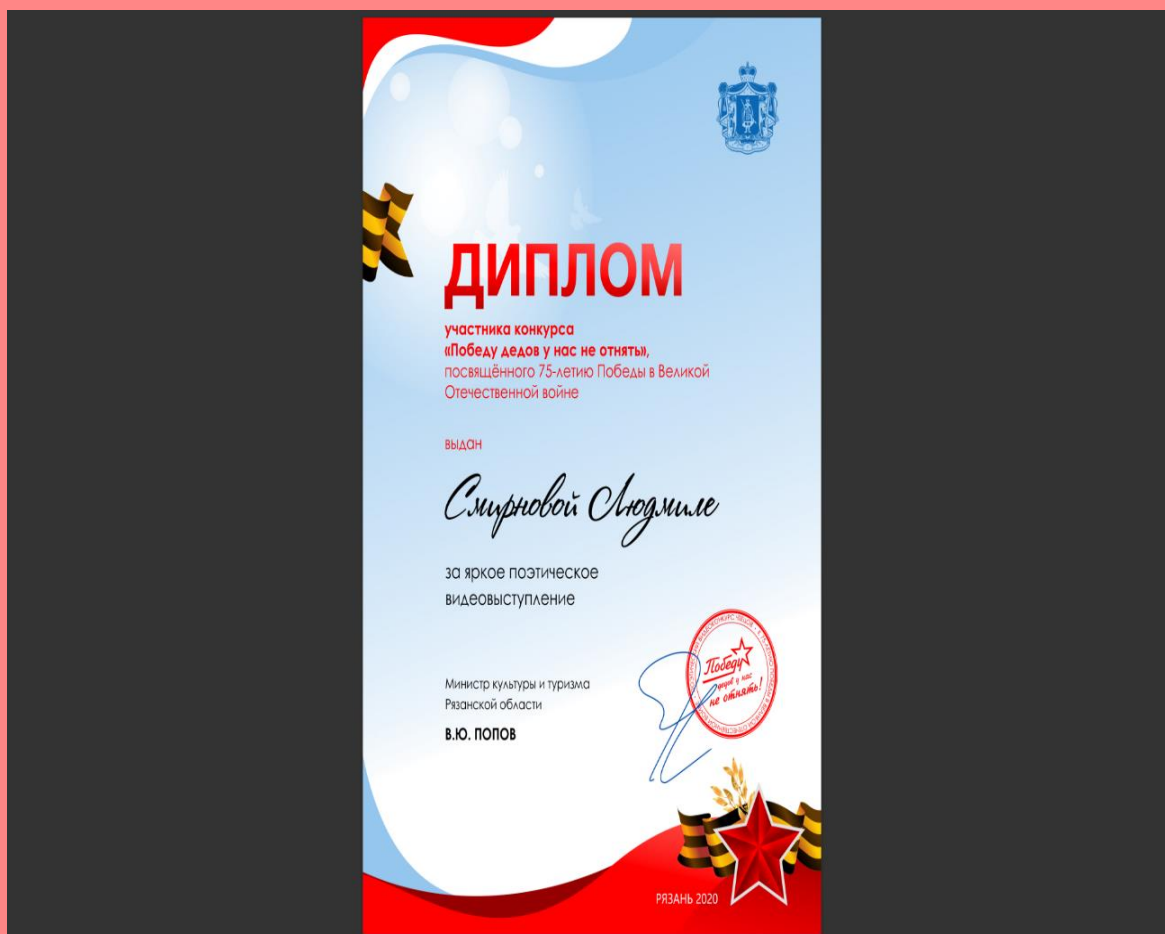 ДИПЛОМ
участника конкурса
«Победу дедов у нас не отнять»,
посвящённого 75-летию Победы в Великой
Отечественной войне
выдан
Смирновой Людмиле
за яркое поэтическое
видеовыступление
Победу
дедов у нас
не отнять!
Министр культуры и туризма
Рязанской области
В.Ю. ПОПОВ
РЯЗАНЬ 2020